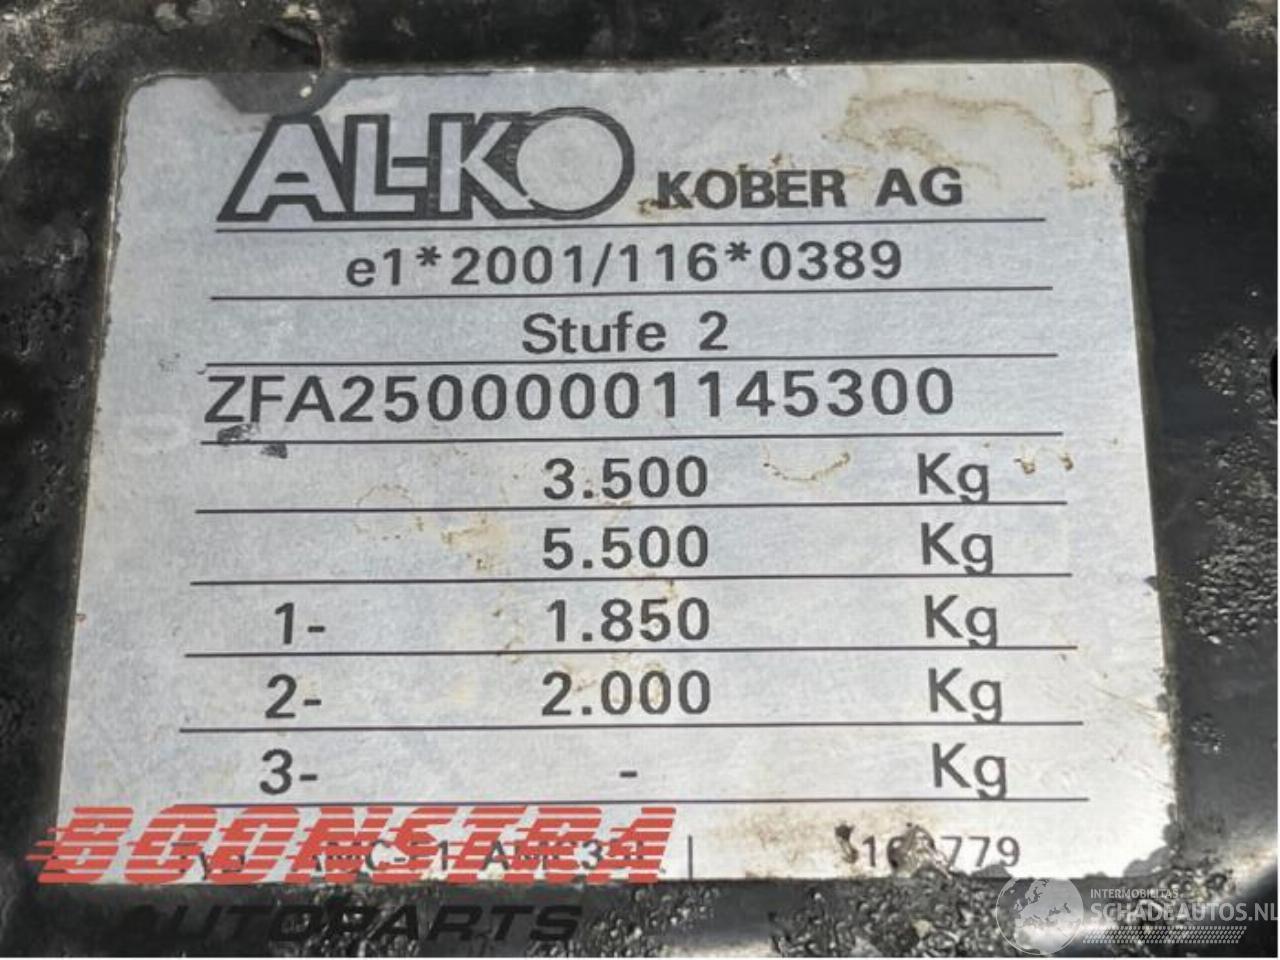 AL-KO KOBER AG
e1*2001/116*0389
Stufe 2
ZFA25000001145300
3.500 Kg
5.500 Kg
1- 1.850 Kg
2- 2.000 Kg
3- - Kg
BOONSTRA
AUTOPARTS
INTERMOBILITAS
SCHADEAUTOS.NL